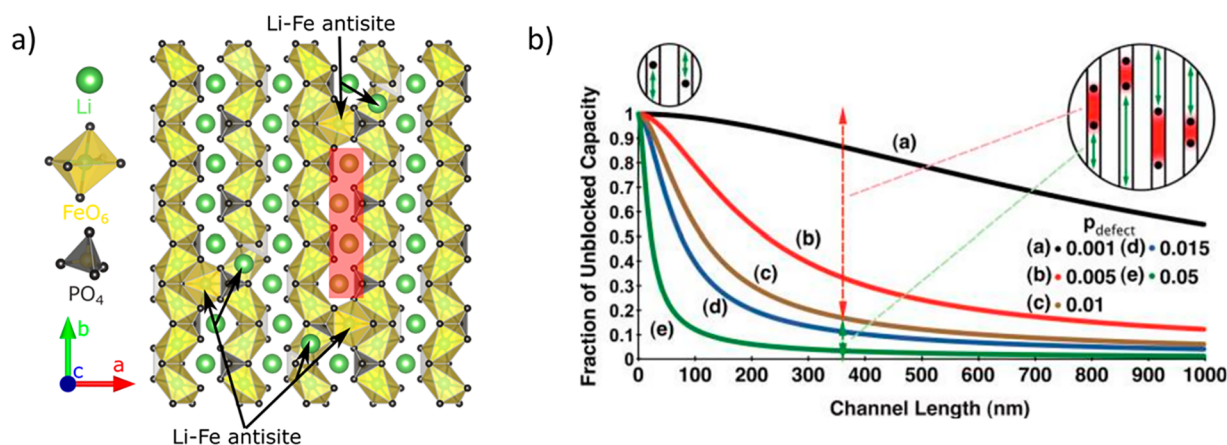 a)
Li-Fe antisite
Li
FeO6
PO4
b
c
a
Li-Fe antisite
b)
Fraction of Unblocked Capacity
1
0.9
0.8
0.7
0.6
0.5
0.4
0.3
0.2
0.1
0
(a)
(b)
(c)
(d)
(e)
pdefect
(a) 0.001 (d) 0.015
(b) 0.005 (e) 0.05
(c) 0.01
0 100 200 300 400 500 600 700 800 900 1000
Channel Length (nm)